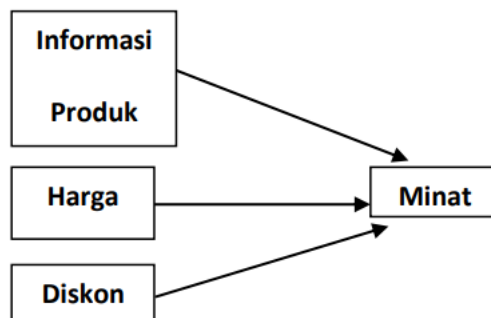 Informasi
Produk
Harga
Minat
Diskon